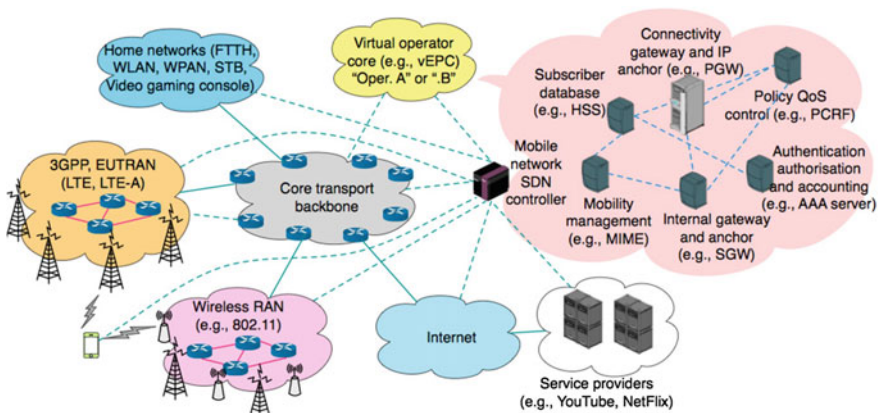 Home networks (FTTH,
WLAN, WPAN, STB,
Video gaming console)
Virtual operator
core (e.g., vEPC)
“Oper. A” or “.B”
Connectivity
gateway and IP
anchor (e.g., PGW)
Subscriber
database
(e.g., HSS)
Policy QoS
control (e.g., PCRF)
3GPP, EUTRAN
(LTE, LTE-A)
Core transport
backbone
Mobile
network
SDN
controller
Mobility
management
(e.g., MIME)
Internal gateway
and anchor
(e.g., SGW)
Authentication
authorisation
and accounting
(e.g., AAA server)
Wireless RAN
(e.g., 802.11)
Internet
Service providers
(e.g., YouTube, NetFlix)